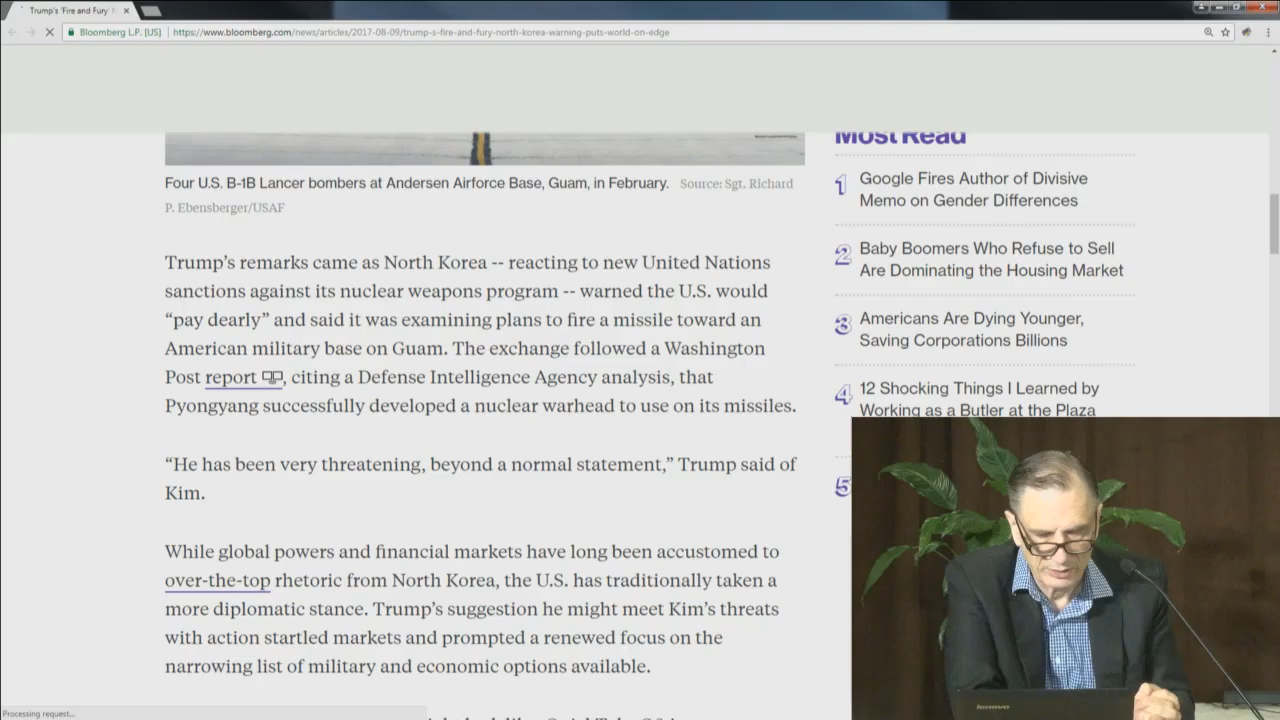 Trump's 'Fire and Fury'
Bloomberg L.P. [US]
https://www.bloomberg.com/news/articles/2017-08-09/trump-s-fire-and-fury-north-korea-warning-puts-world-on-edge
Four U.S. B-1B Lancer bombers at Andersen Airforce Base, Guam, in February. Source: Sgt. Richard
P. Ebensberger/USAF
Trump’s remarks came as North Korea -- reacting to new United Nations
sanctions against its nuclear weapons program -- warned the U.S. would
“pay dearly” and said it was examining plans to fire a missile toward an
American military base on Guam. The exchange followed a Washington
Post report, citing a Defense Intelligence Agency analysis, that
Pyongyang successfully developed a nuclear warhead to use on its missiles.
“He has been very threatening, beyond a normal statement,” Trump said of
Kim.
While global powers and financial markets have long been accustomed to
over-the-top rhetoric from North Korea, the U.S. has traditionally taken a
more diplomatic stance. Trump’s suggestion he might meet Kim’s threats
with action startled markets and prompted a renewed focus on the
narrowing list of military and economic options available.
Most Read
1
Google Fires Author of Divisive
Memo on Gender Differences
2
Baby Boomers Who Refuse to Sell
Are Dominating the Housing Market
3
Americans Are Dying Younger,
Saving Corporations Billions
4
12 Shocking Things I Learned by
Working as a Butler at the Plaza
5
Processing request...
lenovo